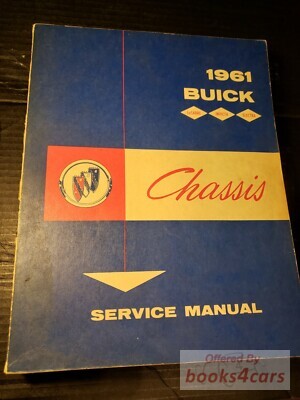 1961
BUICK
Chassis
SERVICE MANUAL
Offered By
books4cars